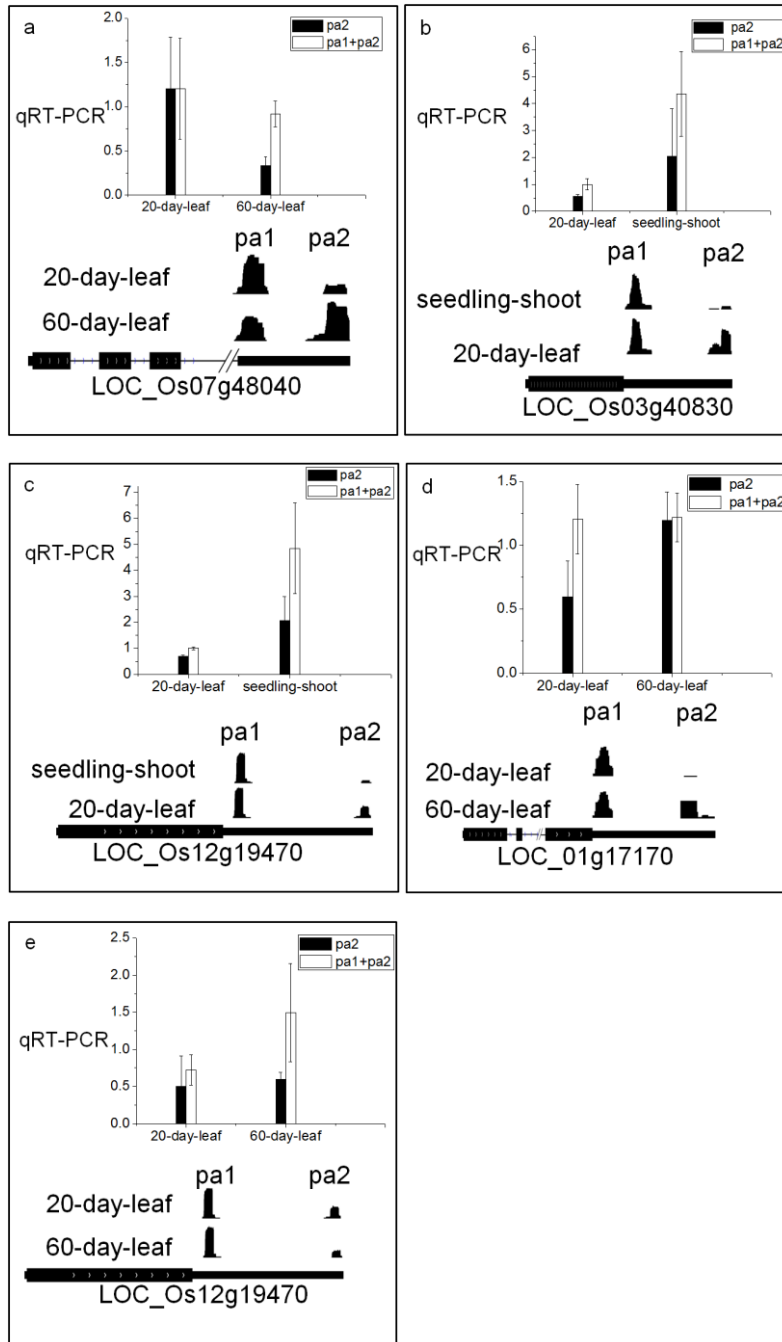 a
pa2
pa1+pa2
qRT-PCR
2.0
1.5
1.0
0.5
0.0
20-day-leaf 60-day-leaf
pa1 pa2
20-day-leaf
60-day-leaf
LOC_Os07g48040
b
pa2
pa1+pa2
qRT-PCR
6
5
4
3
2
1
0
20-day-leaf seedling-shoot
pa1 pa2
seedling-shoot
20-day-leaf
LOC_Os03g40830
c
pa2
pa1+pa2
qRT-PCR
7
6
5
4
3
2
1
0
20-day-leaf seedling-shoot
pa1 pa2
seedling-shoot
20-day-leaf
LOC_Os12g19470
d
pa2
pa1+pa2
qRT-PCR
1.5
1.0
0.5
0.0
20-day-leaf 60-day-leaf
pa1 pa2
20-day-leaf
60-day-leaf
LOC_01g17170
e
pa2
pa1+pa2
qRT-PCR
2.5
2.0
1.5
1.0
0.5
0.0
20-day-leaf 60-day-leaf
pa1 pa2
20-day-leaf
60-day-leaf
LOC_Os12g19470